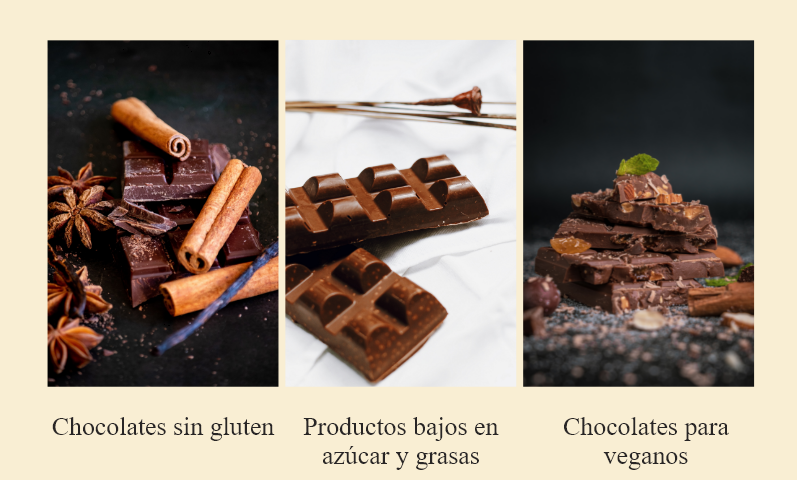 Chocolates sin gluten
Productos bajos en
azúcar y grasas
Chocolates para
veganos